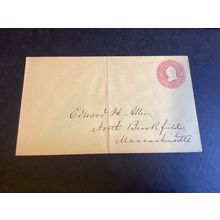 Edward H. Allen,
North Brookfield,
Massachusetts.